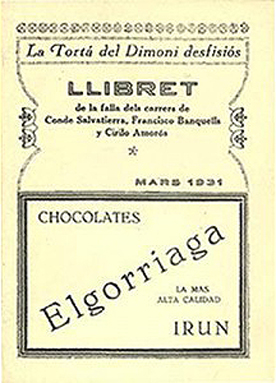 La Tortá del Dimoni desfisiós
LLIBRET
de la falla dels carrers de
Conde Salvatierra, Francisco Banquells
y Cirilo Amorós
MARS 1931
CHOCOLATES
Elgorriaga
LA MAS
ALTA CALIDAD
IRUN